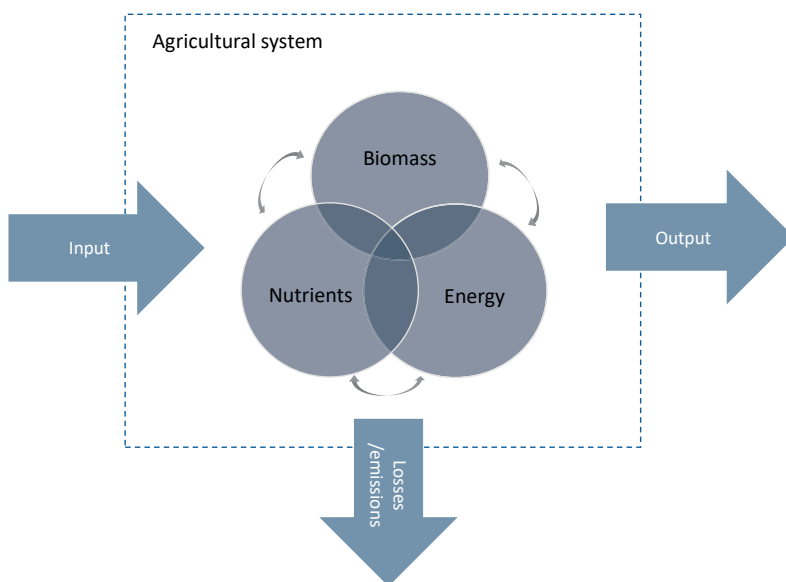 Agricultural system
Biomass
Input
Output
Nutrients
Energy
Losses
/emissions